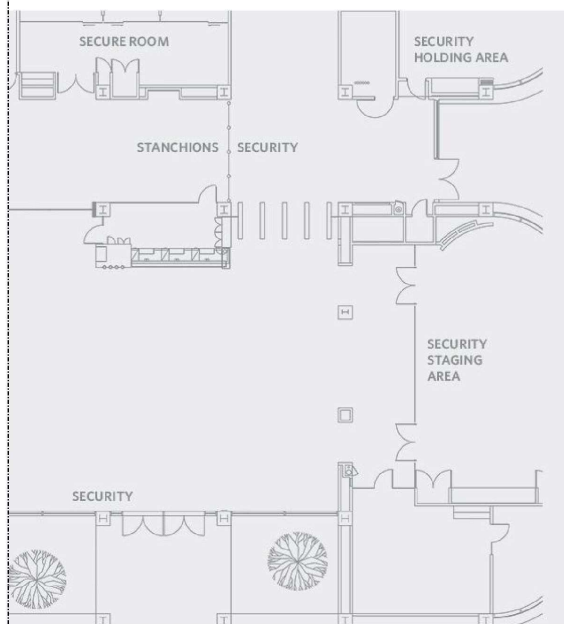 SECURE ROOM
SECURITY
HOLDING AREA
STANCHIONS
SECURITY
SECURITY
STAGING
AREA
SECURITY